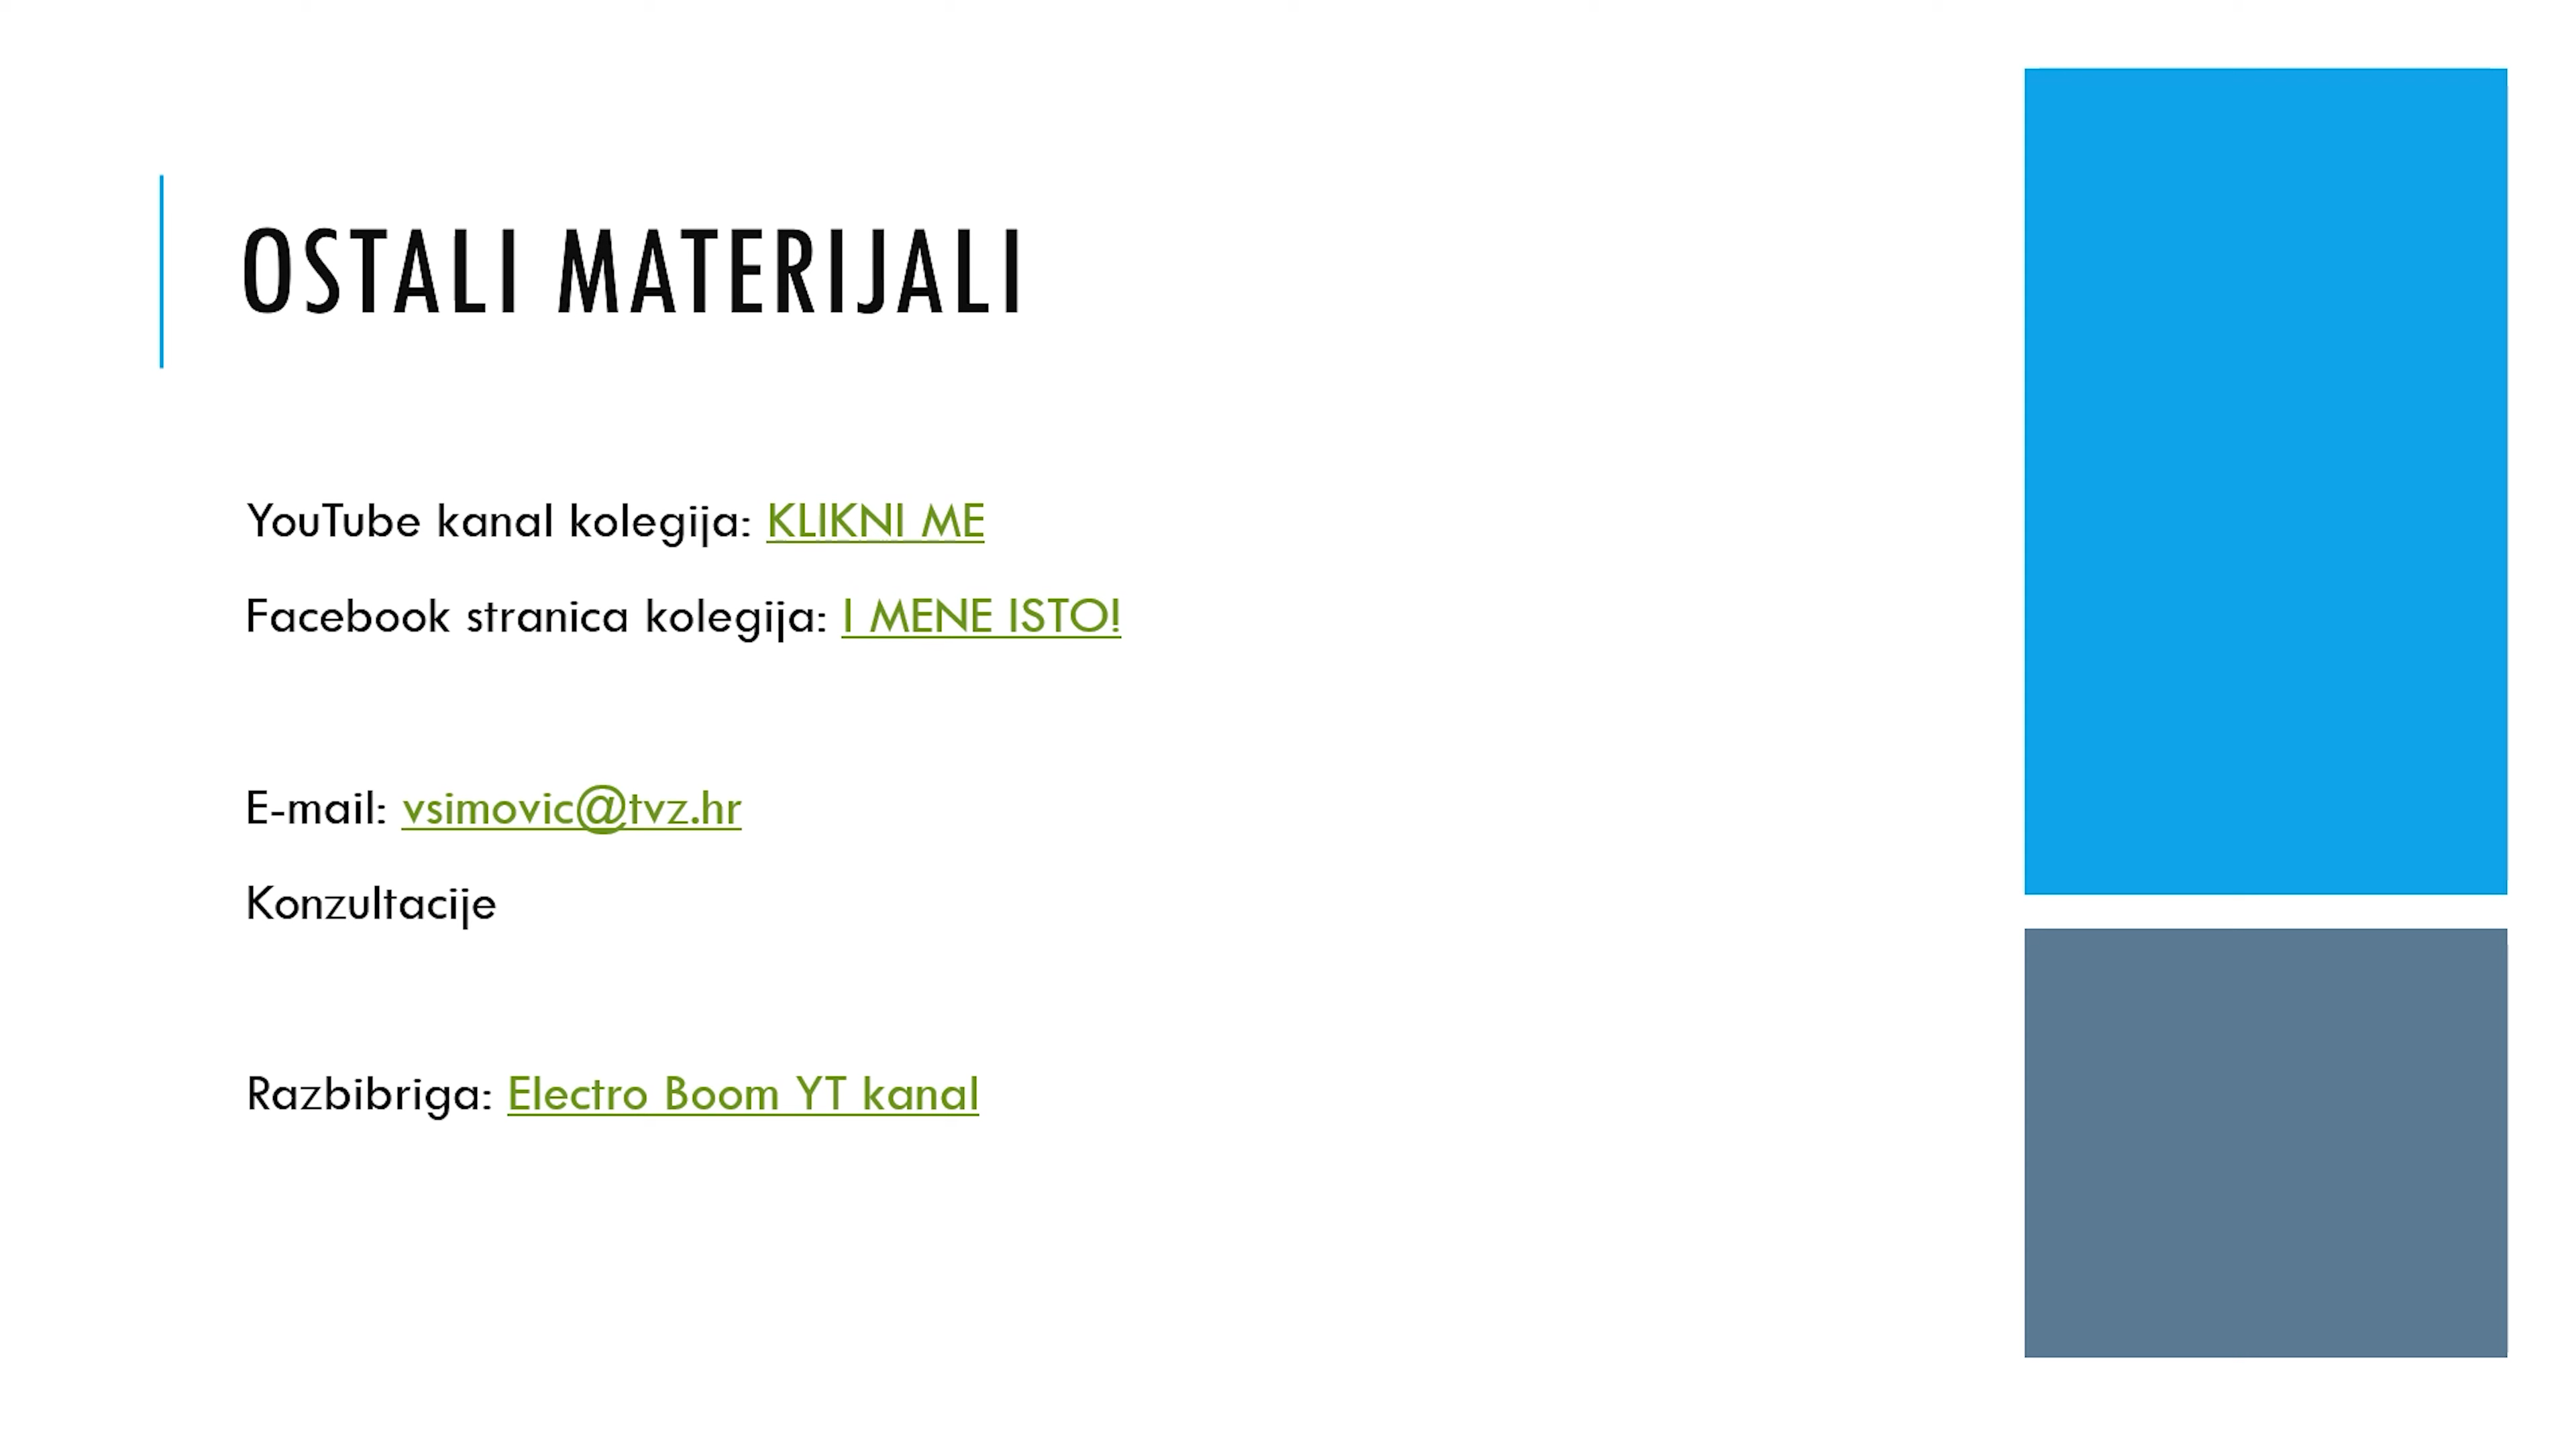 OSTALI MATERIJALI
YouTube kanal kolegija: KLIKNI ME
Facebook stranica kolegija: I MENE ISTO!
E-mail: vsimovic@tvz.hr
Konzultacije
Razbibriga: Electro Boom YT kanal